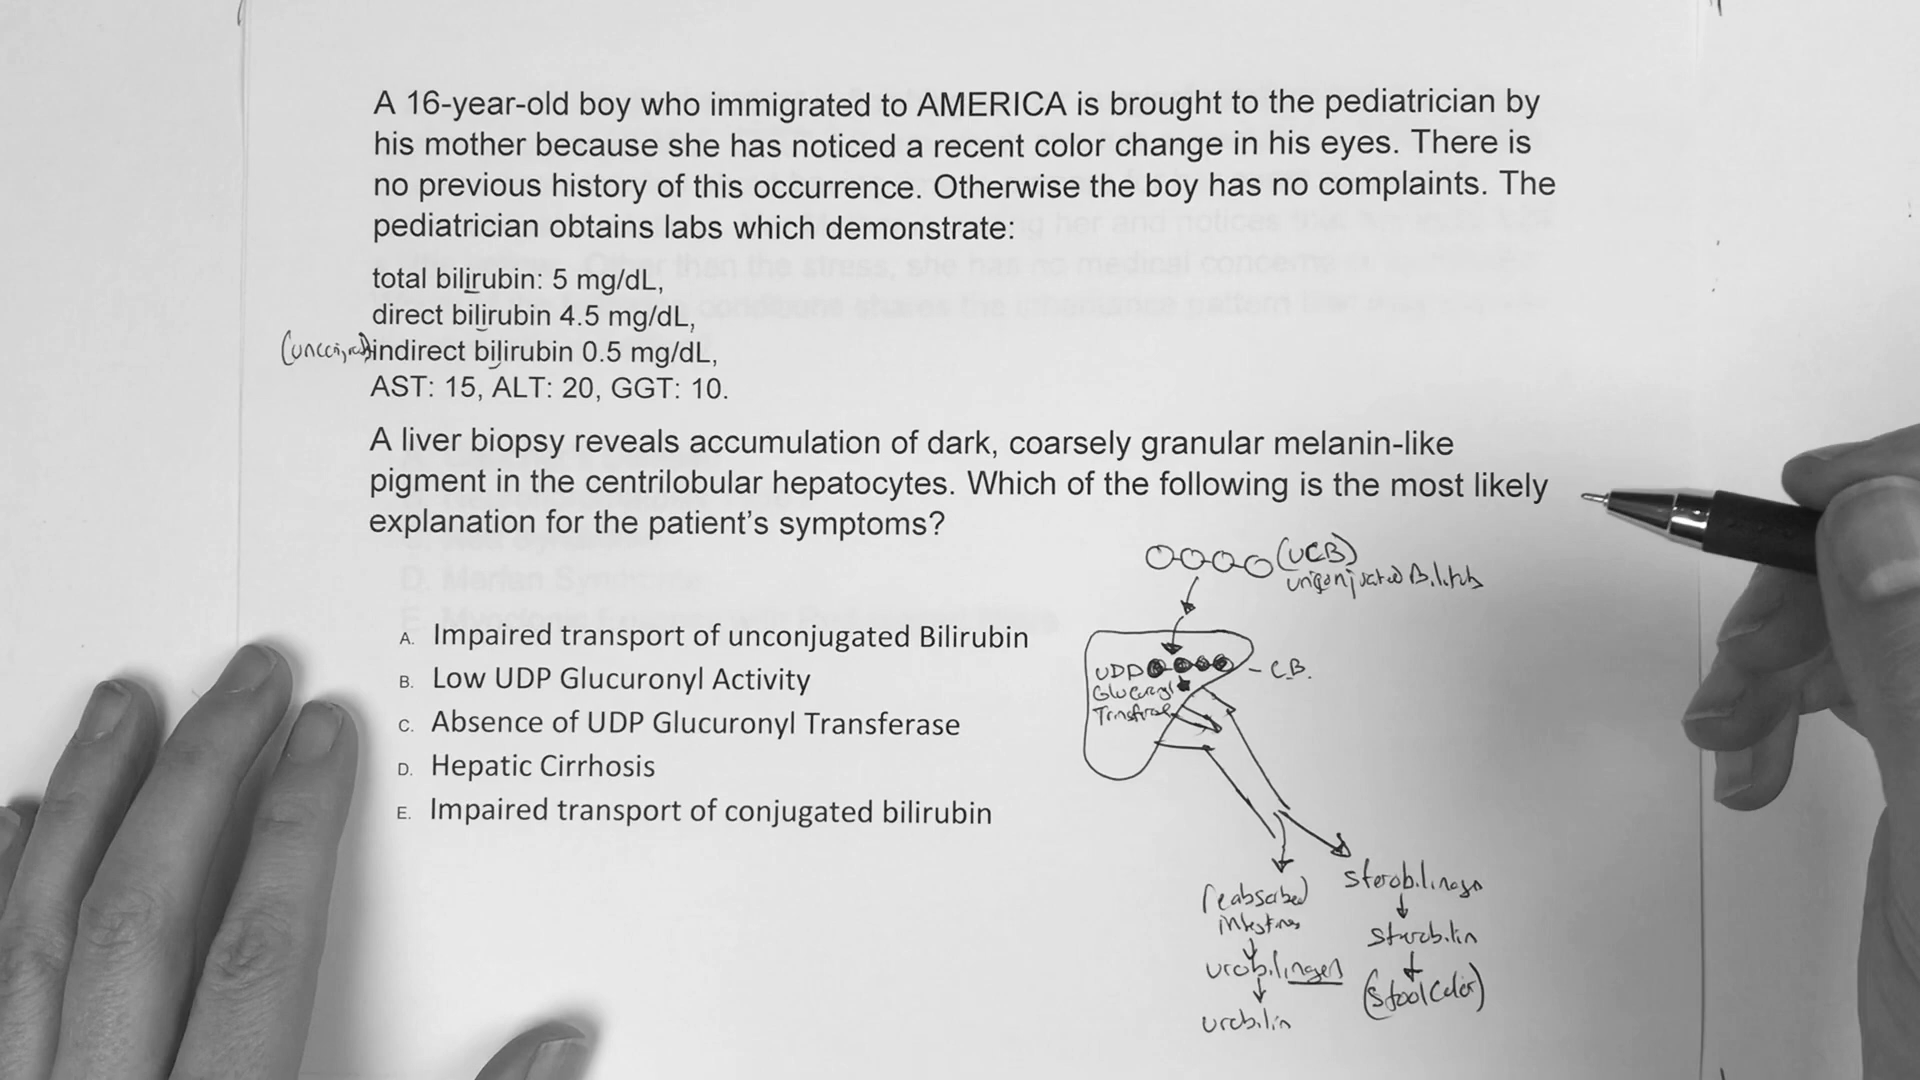 A 16-year-old boy who immigrated to AMERICA is brought to the pediatrician by
his mother because she has noticed a recent color change in his eyes. There is
no previous history of this occurrence. Otherwise the boy has no complaints. The
pediatrician obtains labs which demonstrate:
total bilirubin: 5 mg/dL,
direct bilirubin 4.5 mg/dL,
indirect bilirubin 0.5 mg/dL,
AST: 15, ALT: 20, GGT: 10.
A liver biopsy reveals accumulation of dark, coarsely granular melanin-like
pigment in the centrilobular hepatocytes. Which of the following is the most likely
explanation for the patient's symptoms?
(UCB)
A. Impaired transport of unconjugated Bilirubin
B. Low UDP Glucuronyl Activity
C. Absence of UDP Glucuronyl Transferase
D. Hepatic Cirrhosis
E. Impaired transport of conjugated bilirubin
UDP
- C.B.
reabsorbed
intestines
urobilingen
urobilin
stercobilin
(stool color)
D. Marfan Syndrome